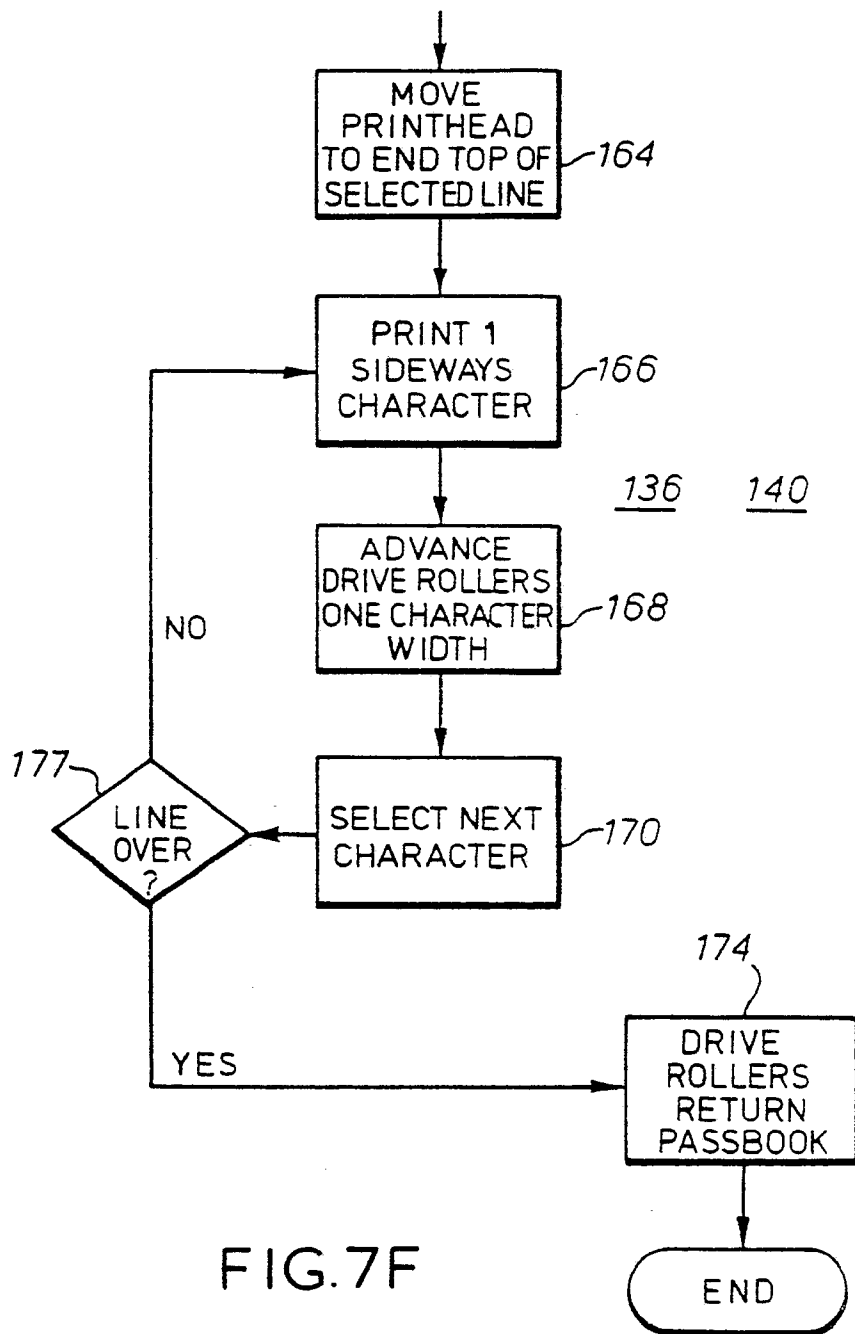 MOVE
PRINTHEAD
TO END TOP OF
SELECTED LINE
164
PRINT 1
SIDEWAYS
CHARACTER
166
136 140
ADVANCE
DRIVE ROLLERS
ONE CHARACTER
WIDTH
168
NO
177
LINE
OVER
?
SELECT NEXT
CHARACTER
170
174
YES
DRIVE
ROLLERS
RETURN
PASSBOOK
FIG.7F
END